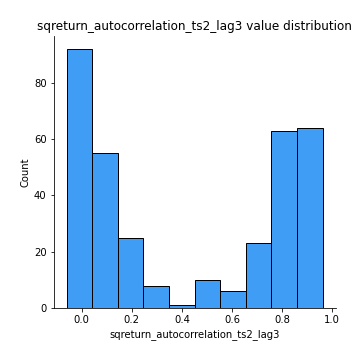 sqreturn_autocorrelation_ts2_lag3 value distribution
Count
80
60
40
20
0
0.0 0.2 0.4 0.6 0.8 1.0
sqreturn_autocorrelation_ts2_lag3